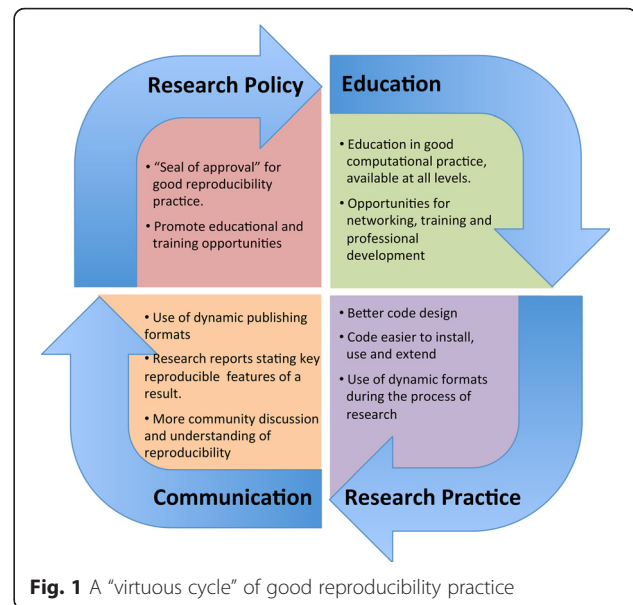 Research Policy
• “Seal of approval” for
good reproducibility
practice.
• Promote educational and
training opportunities
Education
• Education in good
computational practice,
available at all levels.
• Opportunities for
networking, training and
professional
development
• Use of dynamic publishing
formats
• Research reports stating key
reproducible features of a
result.
• More community discussion
and understanding of
reproducibility
Communication
• Better code design
• Code easier to install,
use and extend
• Use of dynamic formats
during the process of
research
Research Practice
Fig. 1 A “virtuous cycle” of good reproducibility practice